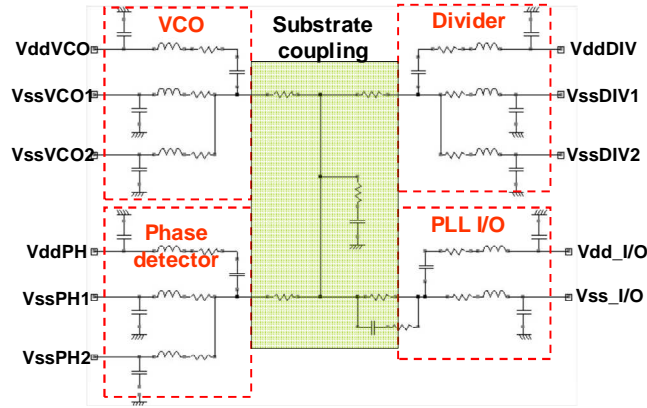 VCO
Substrate
coupling
Divider
VddVCO
VddDIV
VssVCO1
VssDIV1
VssVCO2
VssDIV2
Phase
detector
PLL I/O
VddPH
Vdd_I/O
VssPH1
Vss_I/O
VssPH2